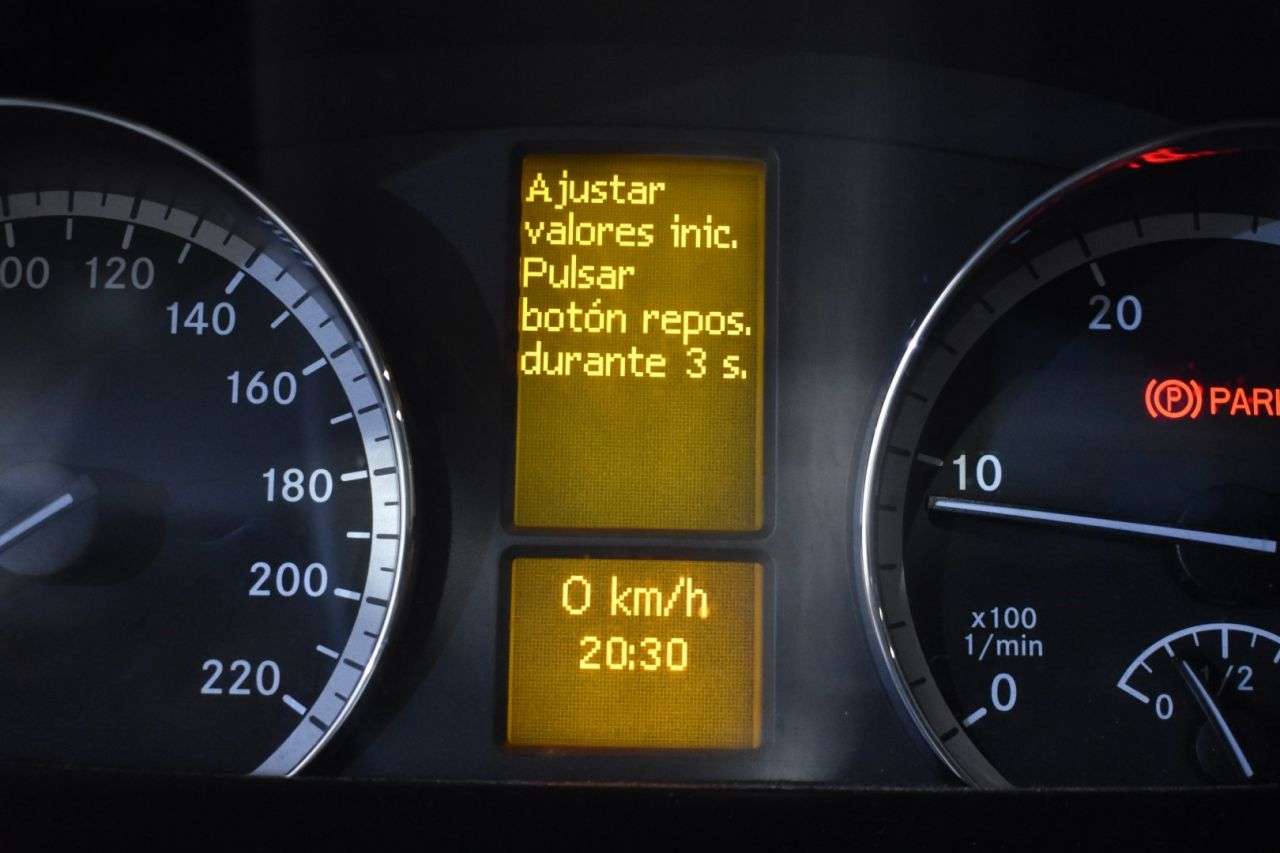 Ajustar
valores inic.
Pulsar
botón repos.
durante 3 s.
0 km/h
20:30
120
140
160
180
200
220
20
10
x100
1/min
0
0
1/2